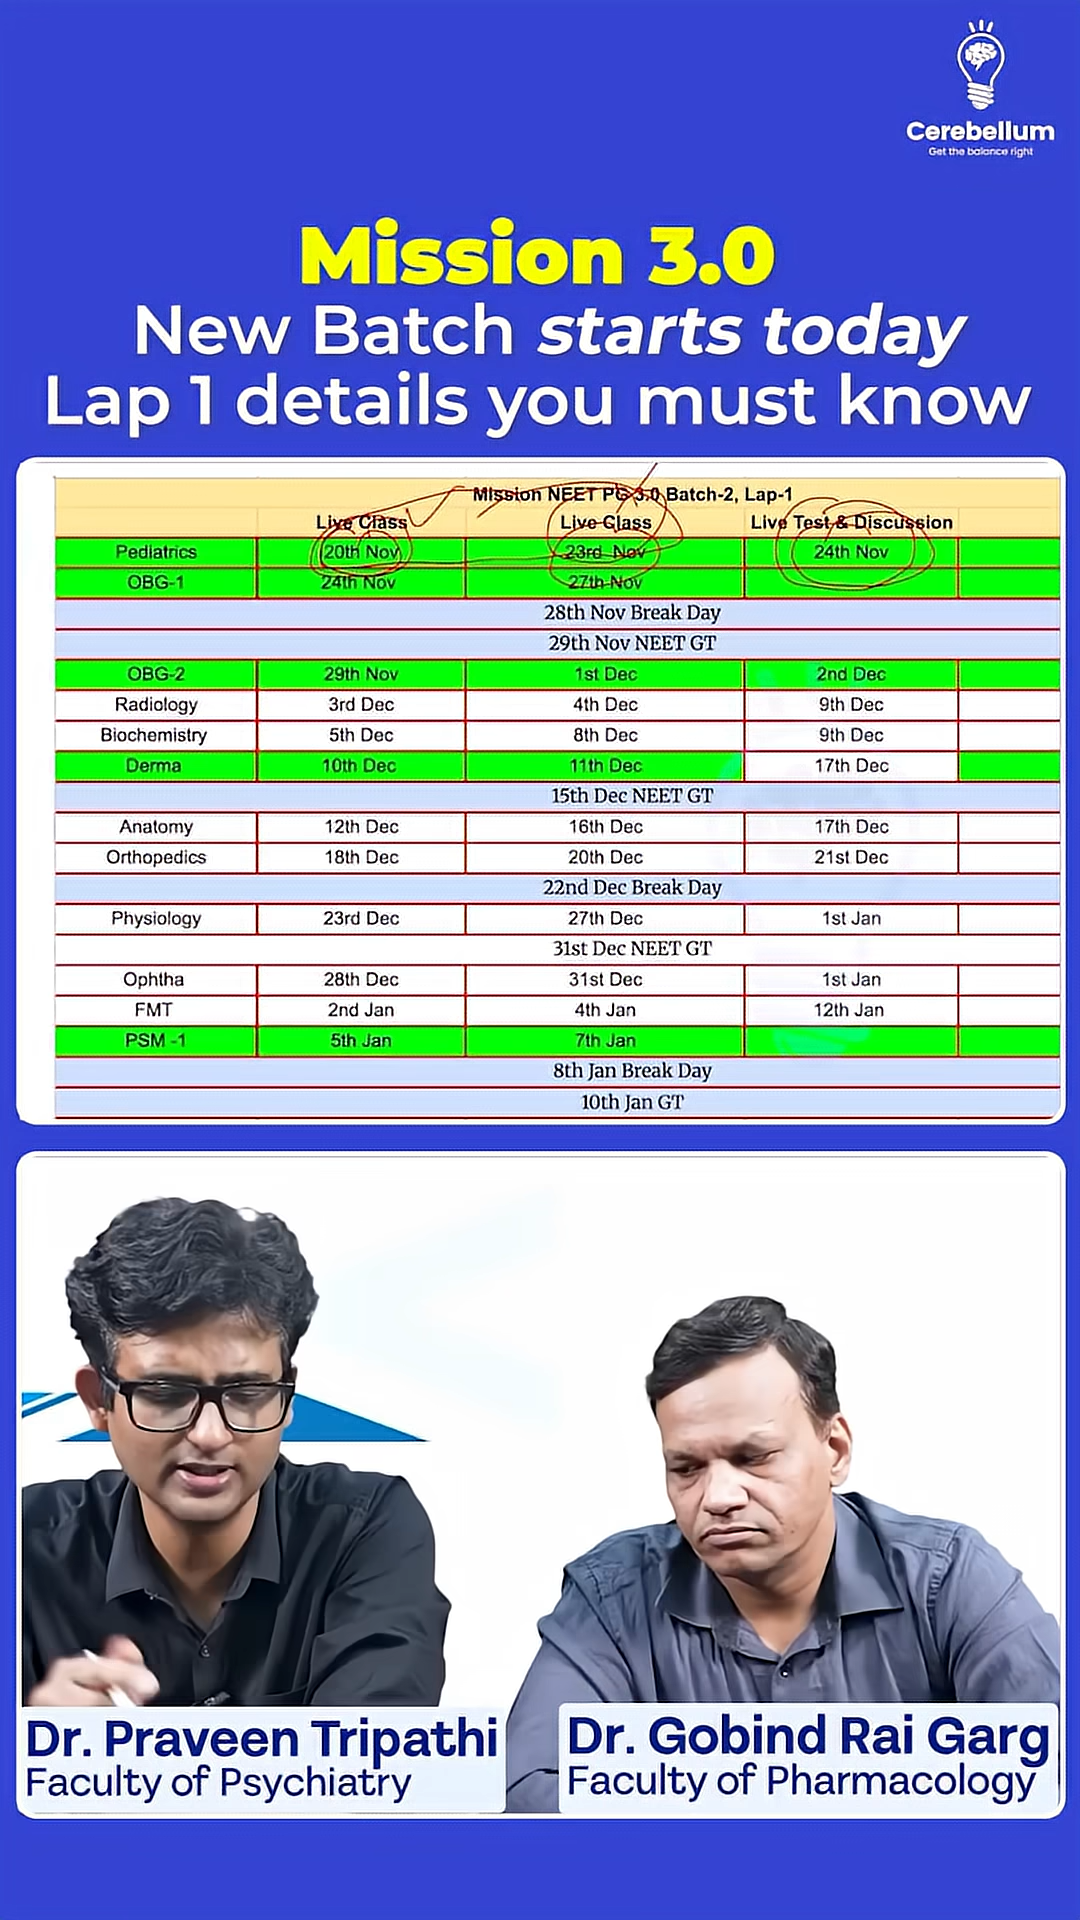 Cerebellum
Get the balance right
Mission 3.0
New Batch starts today
Lap 1 details you must know
Mission NEET PG 3.0 Batch-2, Lap-1
Live Class Live Class Live Test & Discussion
Pediatrics 20th Nov 23rd Nov 24th Nov
OBG-1 24th Nov 27th Nov
28th Nov Break Day
29th Nov NEET GT
OBG-2 29th Nov 1st Dec 2nd Dec
Radiology 3rd Dec 4th Dec 9th Dec
Biochemistry 5th Dec 8th Dec 9th Dec
Derma 10th Dec 11th Dec 17th Dec
15th Dec NEET GT
Anatomy 12th Dec 16th Dec 17th Dec
Orthopedics 18th Dec 20th Dec 21st Dec
22nd Dec Break Day
Physiology 23rd Dec 27th Dec 1st Jan
31st Dec NEET GT
Ophtha 28th Dec 31st Dec 1st Jan
FMT 2nd Jan 4th Jan 12th Jan
PSM -1 5th Jan 7th Jan
8th Jan Break Day
10th Jan GT
Dr. Praveen Tripathi
Faculty of Psychiatry
Dr. Gobind Rai Garg
Faculty of Pharmacology